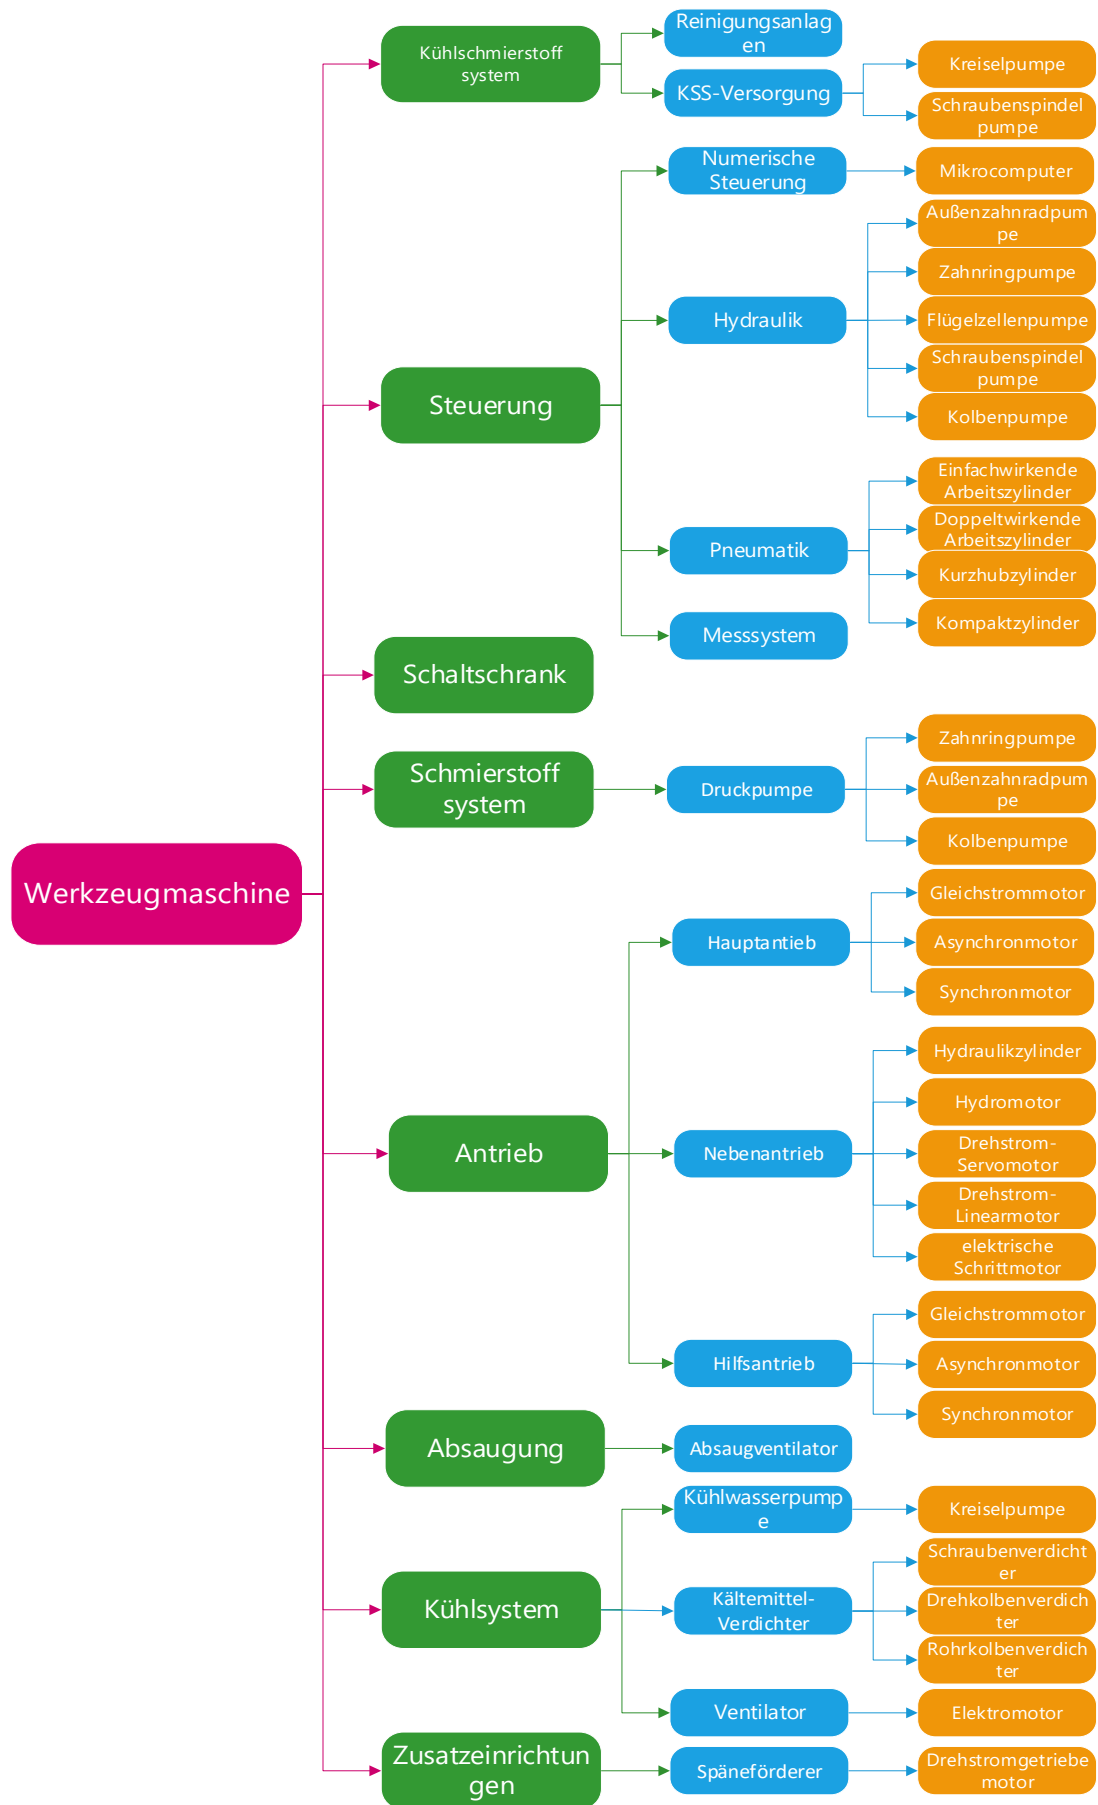 Werkzeugmaschine
Kühlschmierstoff
system
Reinigungsanlag
en
KSS-Versorgung
Kreiselpumpe
Schraubenspindel
pumpe
Steuerung
Numerische
Steuerung
Mikrocomputer
Hydraulik
Außenzahnradpum
pe
Zahnringpumpe
Flügelzellenpumpe
Schraubenspindel
pumpe
Kolbenpumpe
Pneumatik
Einfachwirkende
Arbeitszylinder
Doppeltwirkende
Arbeitszylinder
Kurzhubzylinder
Kompaktzylinder
Messsystem
Schaltschrank
Schmierstoff
system
Druckpumpe
Zahnringpumpe
Außenzahnradpum
pe
Kolbenpumpe
Antrieb
Hauptantieb
Gleichstrommotor
Asynchronmotor
Synchronmotor
Nebenantrieb
Hydraulikzylinder
Hydromotor
Drehstrom-
Servomotor
Drehstrom-
Linearmotor
elektrische
Schrittmotor
Hilfsantrieb
Gleichstrommotor
Asynchronmotor
Synchronmotor
Absaugung
Absaugventilator
Kühlsystem
Kühlwasserpump
e
Kreiselpumpe
Kältemittel-
Verdichter
Schraubenverdicht
er
Drehkolbenverdich
ter
Rohrkolbenverdich
ter
Ventilator
Elektromotor
Zusatzeinrichtun
gen
Späneförderer
Drehstromgetriebe
motor